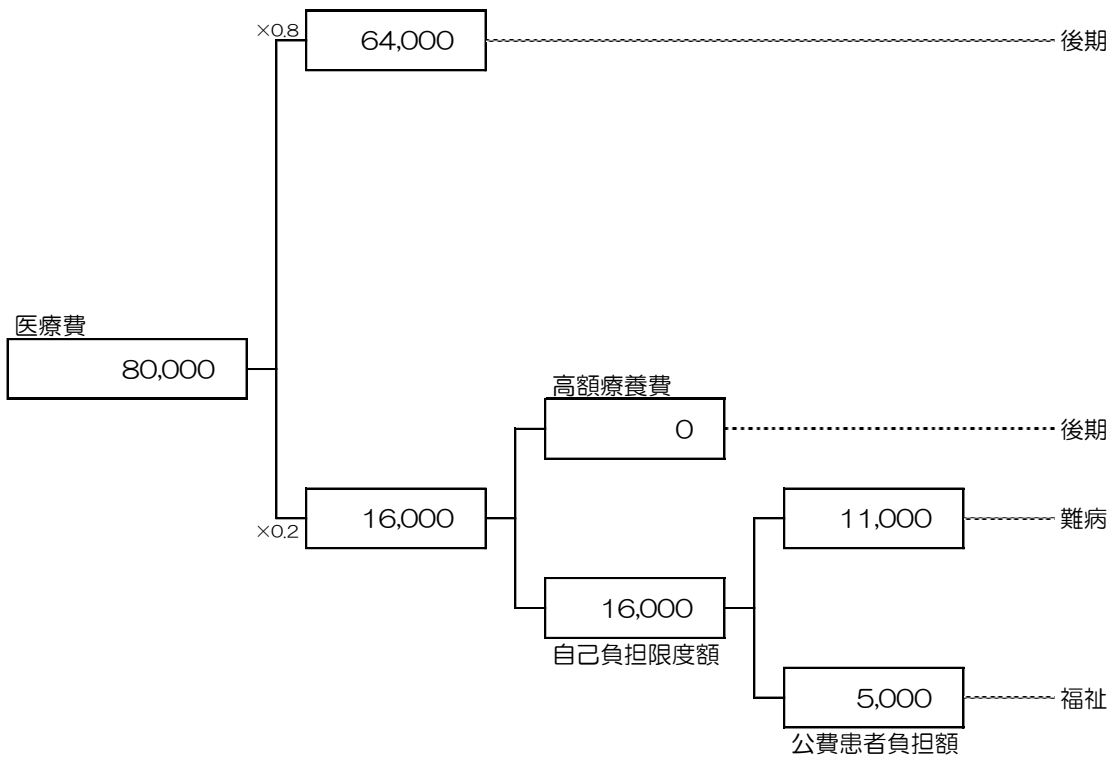 ×0.8
64,000
後期
医療費
80,000
高額療養費
0
後期
×0.2
16,000
11,000
難病
16,000
自己負担限度額
5,000
福祉
公費患者負担額